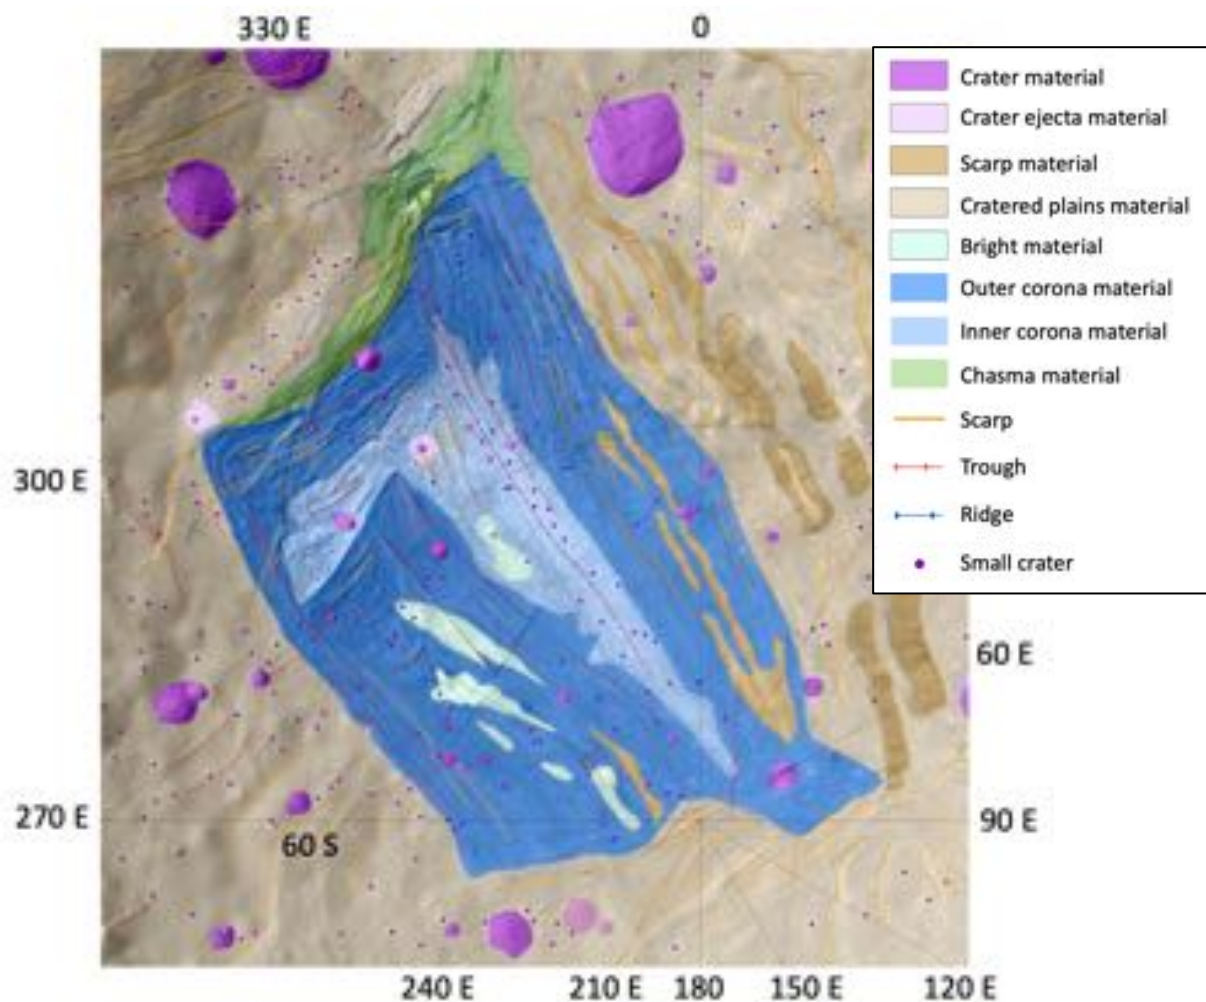 330 E
0
Crater material
Crater ejecta material
Scarp material
Cratered plains material
Bright material
Outer corona material
Inner corona material
Chasma material
Scarp
Trough
Ridge
Small crater
300 E
60 E
270 E
90 E
60 S
240 E
210 E
180
150 E
120 E